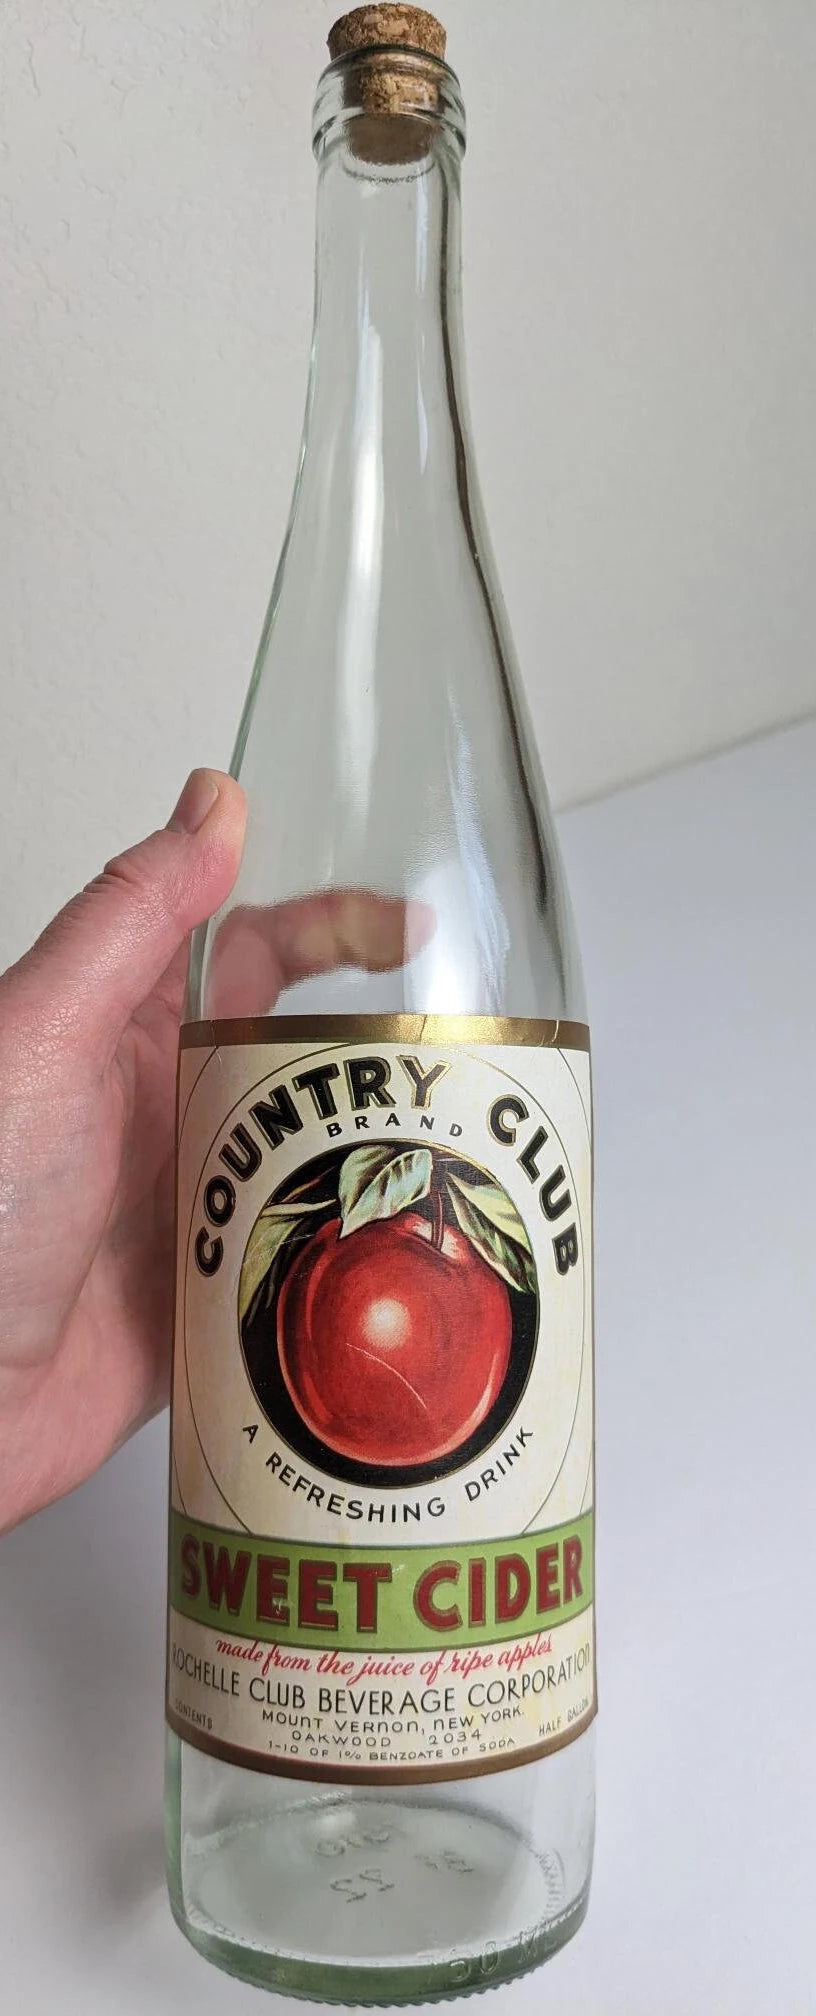 COUNTRY CLUB
BRAND
A REFRESHING DRINK
SWEET CIDER
made from the juice of ripe apples
ROCHELLE CLUB BEVERAGE CORPORATION
MOUNT VERNON, NEW YORK.
OAKWOOD 2034
CONTENTS
HALF GALLON
1-10 OF 1% BENZOATE OF SODA